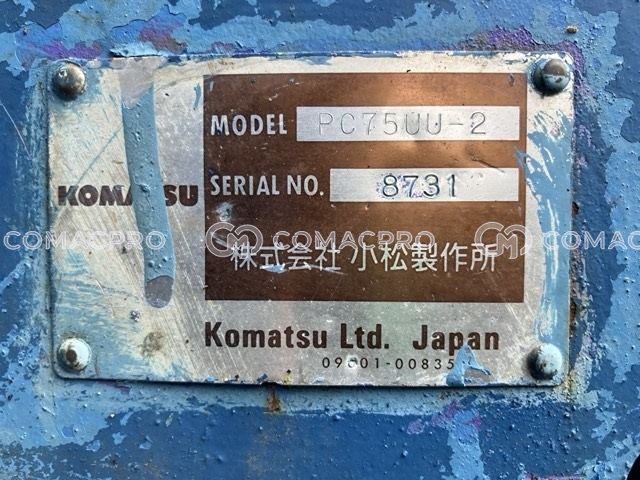 MODEL PC75UU-2
SERIAL NO. 8731
KOMATSU
COMACPRO COMACPRO COMAC
株式会社 小松製作所
Komatsu Ltd. Japan
09601-00835